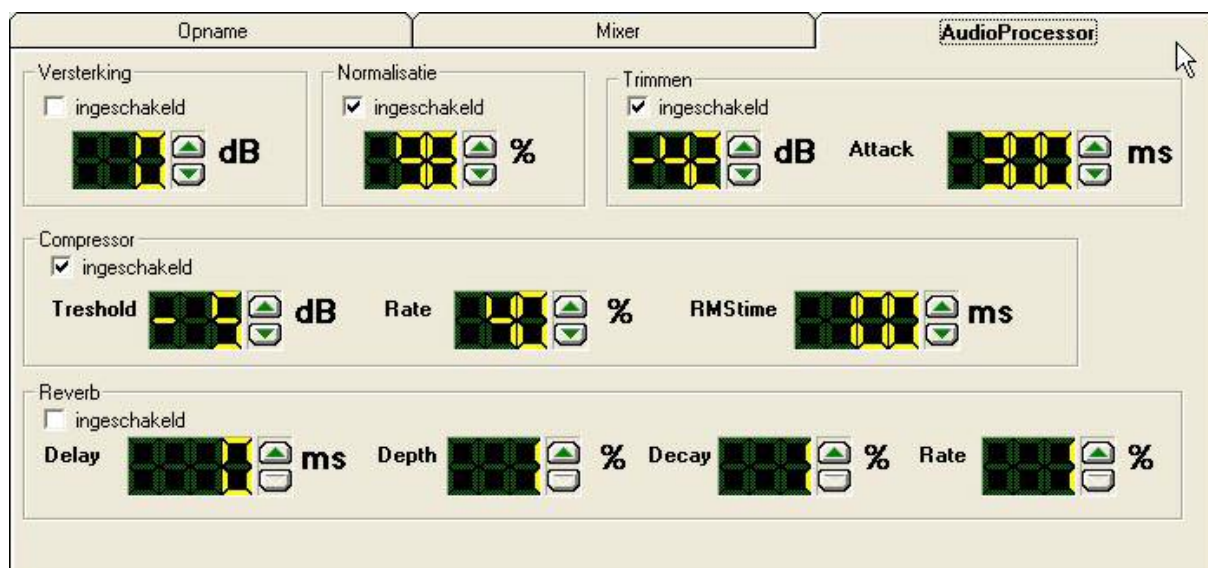 Opname
Mixer
AudioProcessor
Versterking
ingeschakeld
dB
Normalisatie
ingeschakeld
%
Trimmen
ingeschakeld
dB Attack ms
Compressor
ingeschakeld
Treshold dB Rate % RMStime ms
Reverb
ingeschakeld
Delay ms Depth % Decay % Rate %